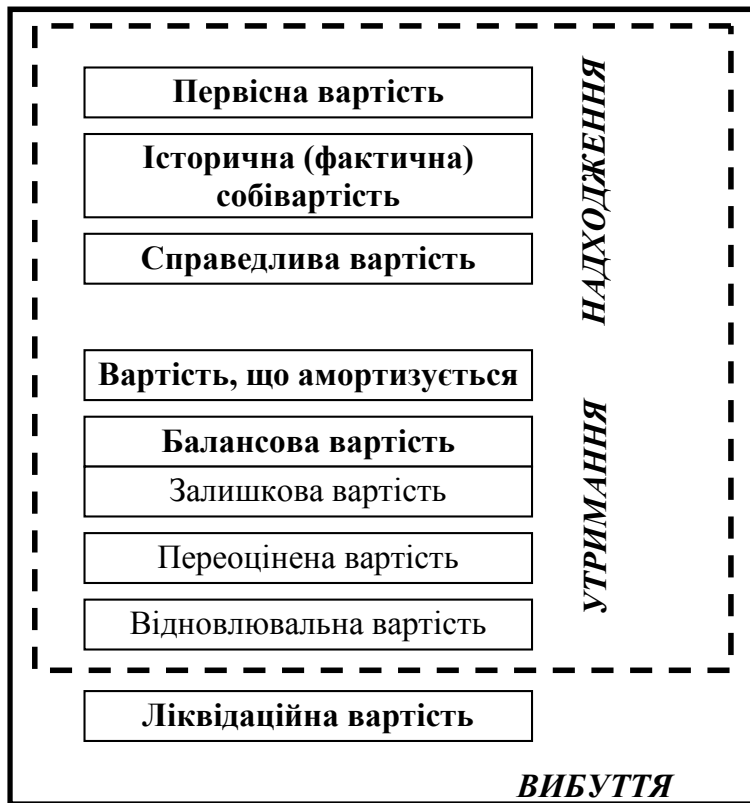 Первісна вартість
Історична (фактична)
собівартість
Справедлива вартість
НАДХОДЖЕННЯ
Вартість, що амортизується
Балансова вартість
Залишкова вартість
Переоцінена вартість
Відновлювальна вартість
УТРИМАННЯ
Ліквідаційна вартість
ВИБУТТЯ